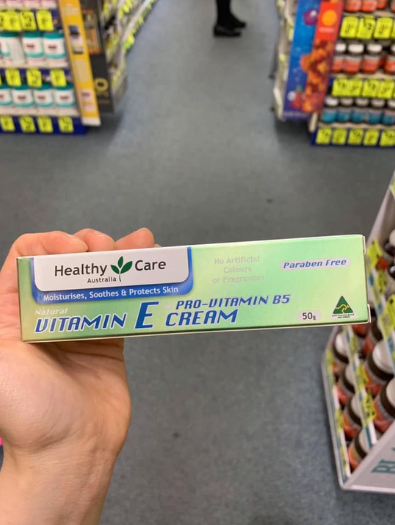 Healthy Care
Australia
Moisturises, Soothes & Protects Skin
No Artificial
Colours
or Fragrances
Paraben Free
Natural
VITAMIN E CREAM
PRO-VITAMIN B5
50g